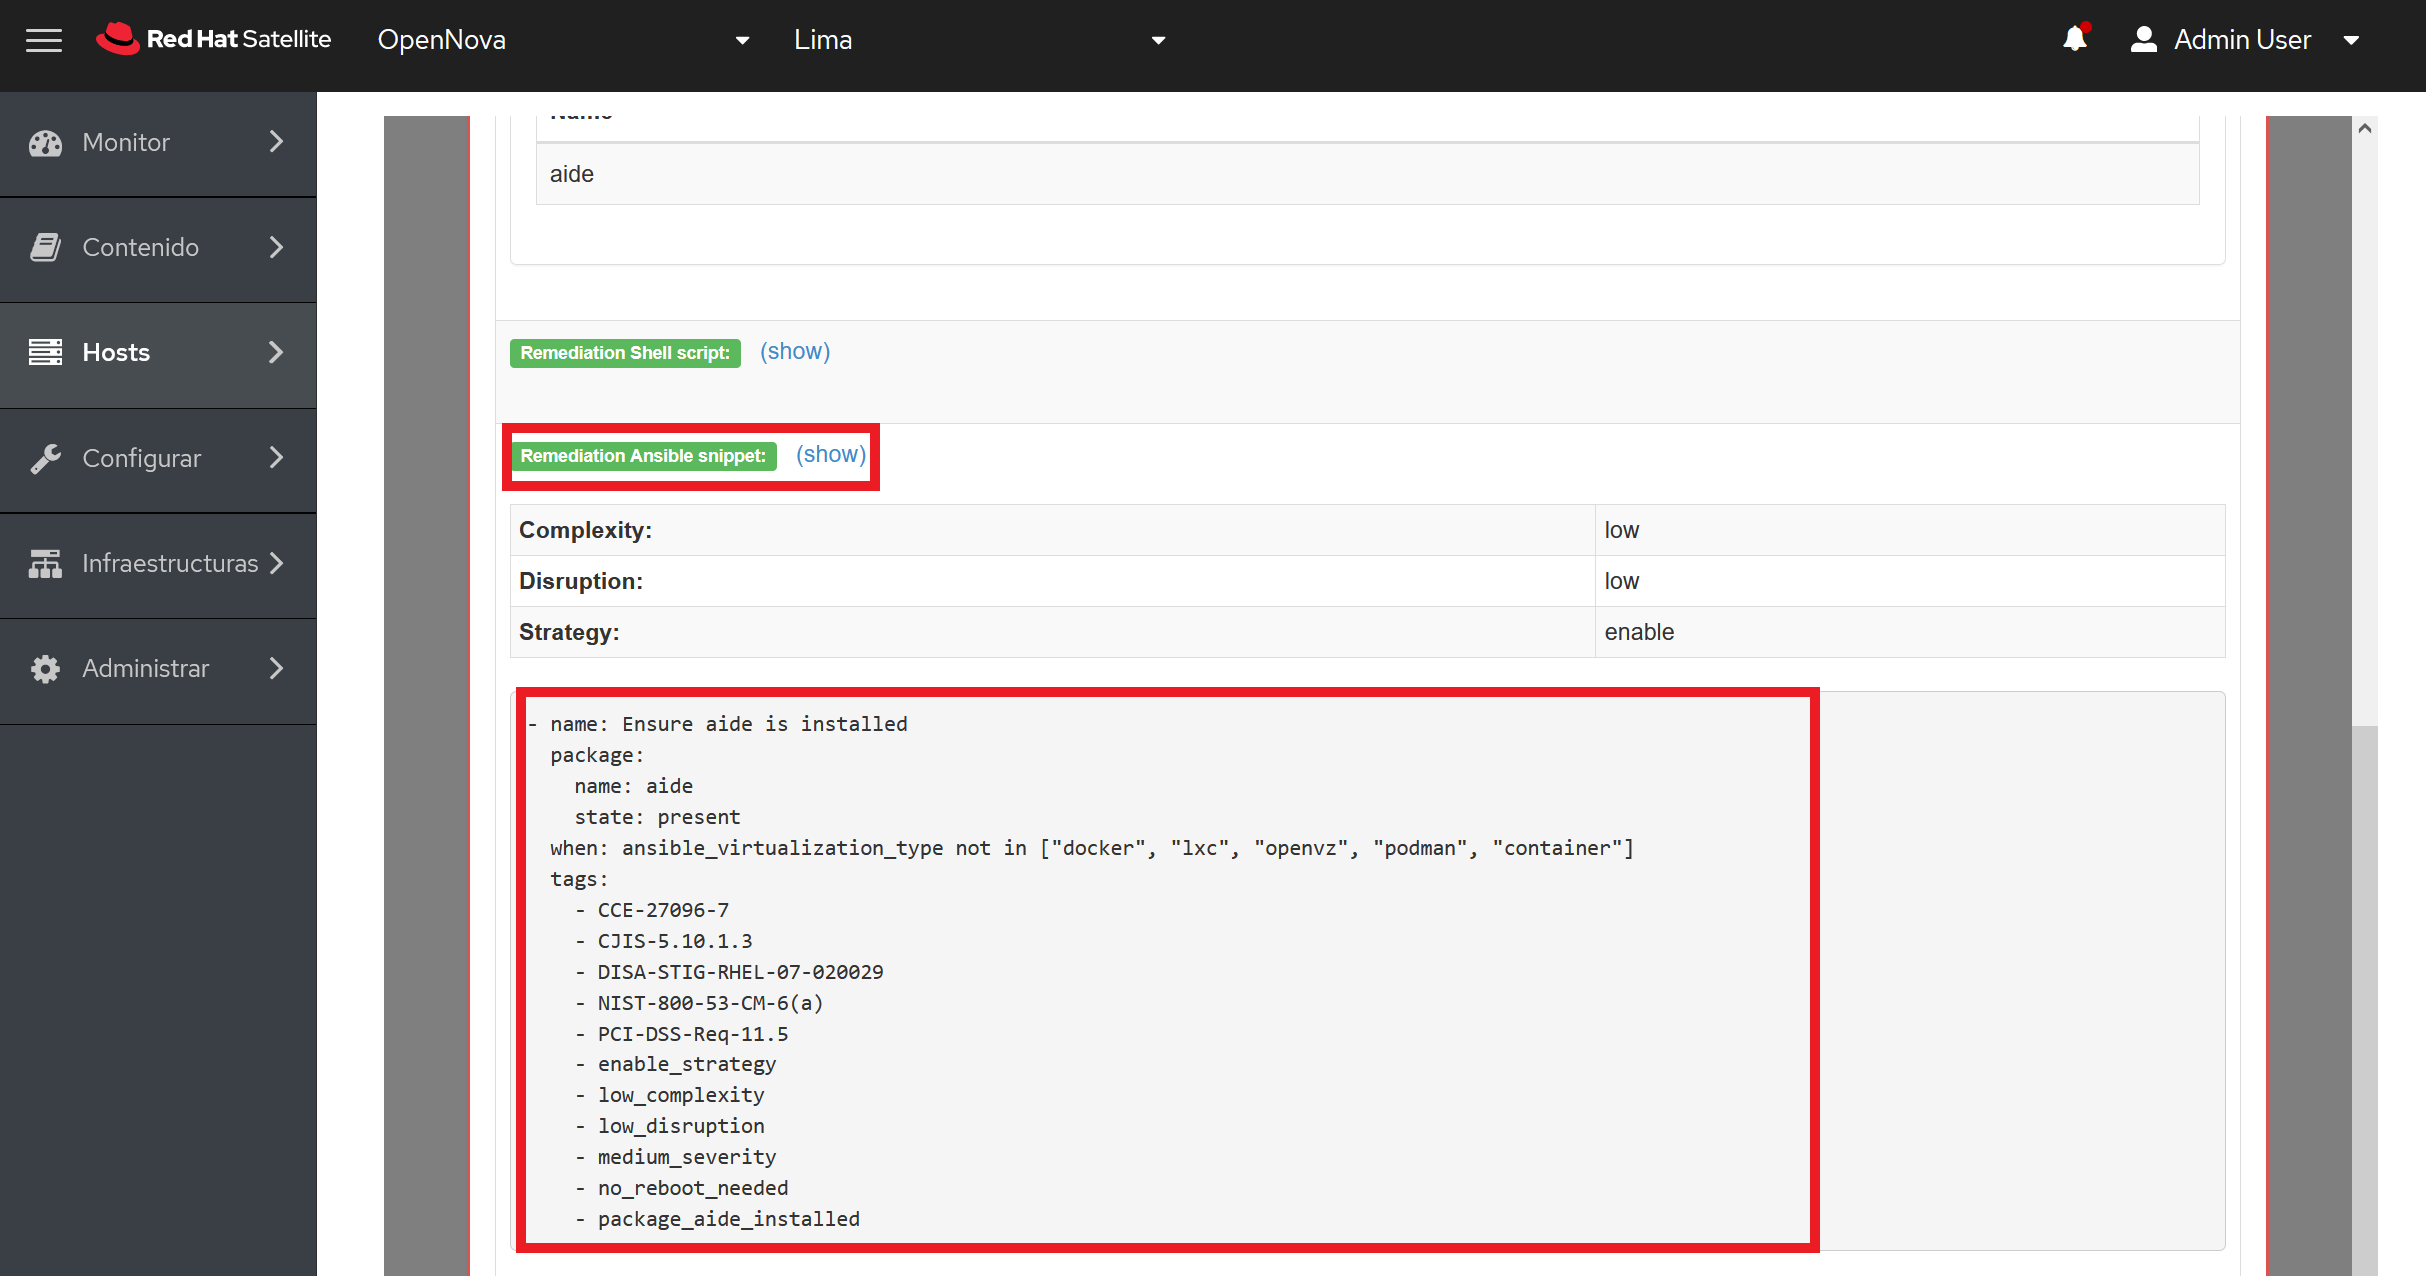 Red Hat Satellite
OpenNova
Lima
Admin User
Monitor
Contenido
Hosts
Configurar
Infraestructuras
Administrar
Name
aide
Remediation Shell script: (show)
Remediation Ansible snippet: (show)
Complexity: low
Disruption: low
Strategy: enable
- name: Ensure aide is installed
  package:
    name: aide
    state: present
  when: ansible_virtualization_type not in ["docker", "lxc", "openvz", "podman", "container"]
  tags:
    - CCE-27096-7
    - CJIS-5.10.1.3
    - DISA-STIG-RHEL-07-020029
    - NIST-800-53-CM-6(a)
    - PCI-DSS-Req-11.5
    - enable_strategy
    - low_complexity
    - low_disruption
    - medium_severity
    - no_reboot_needed
    - package_aide_installed